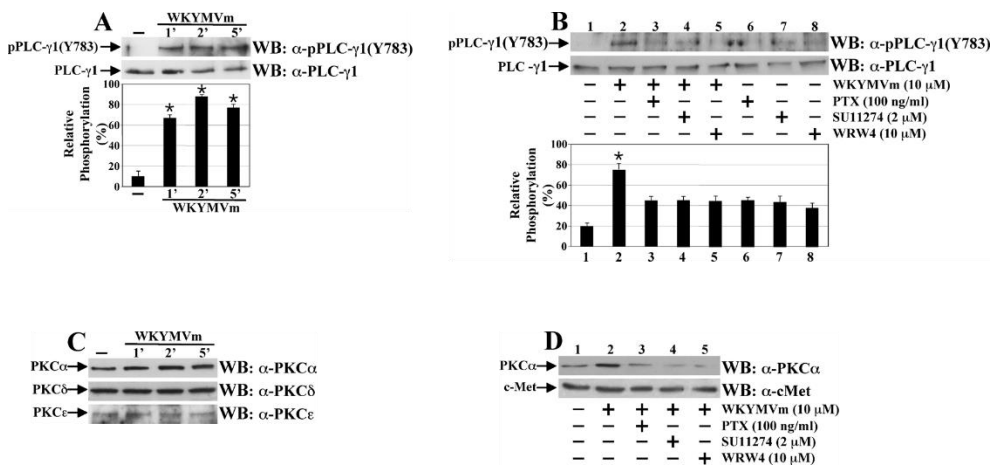 A
WKYMVm
1’ 2’ 5’
pPLC-γ1(Y783) WB: α-pPLC-γ1(Y783)
PLC-γ1 WB: α-PLC-γ1
Relative Phosphorylation (%)
100
80
60
40
20
0
* * *
– 1’ 2’ 5’
WKYMVm
B
1 2 3 4 5 6 7 8
pPLC-γ1(Y783) WB: α-pPLC-γ1(Y783)
PLC -γ1 WB: α-PLC-γ1
– + + + + – – – WKYMVm (10 μM)
– – + – – + – – PTX (100 ng/ml)
– – – + – – + – SU11274 (2 μM)
– – – – + – – + WRW4 (10 μM)
Relative Phosphorylation (%)
100
80
60
40
20
0
*
1 2 3 4 5 6 7 8
C
WKYMVm
– 1’ 2’ 5’
PKCα WB: α-PKCα
PKCδ WB: α-PKCδ
PKCε WB: α-PKCε
D
1 2 3 4 5
PKCα WB: α-PKCα
c-Met WB: α-cMet
– + + + + WKYMVm (10 μM)
– – + – – PTX (100 ng/ml)
– – – + – SU11274 (2 μM)
– – – – + WRW4 (10 μM)